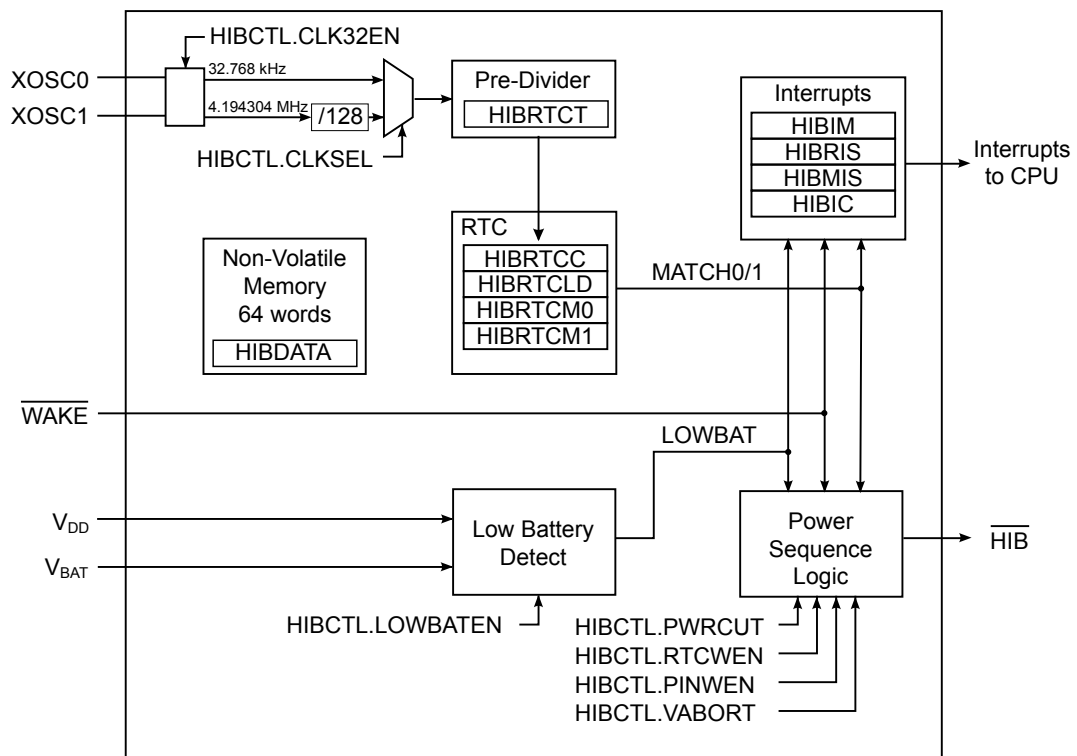 HIBCTL.CLK32EN
XOSC0
XOSC1
32.768 kHz
4.194304 MHz
/128
HIBCTL.CLKSEL
Pre-Divider
HIBRTCT
Interrupts
HIBIM
HIBRIS
HIBMIS
HIBIC
Interrupts
to CPU
RTC
HIBRTCC
HIBRTCLD
HIBRTCM0
HIBRTCM1
MATCH0/1
Non-Volatile
Memory
64 words
HIBDATA
WAKE
LOWBAT
VDD
VBAT
Low Battery
Detect
HIBCTL.LOWBATEN
Power
Sequence
Logic
HIB
HIBCTL.PWRCUT
HIBCTL.RTCWEN
HIBCTL.PINWEN
HIBCTL.VABORT